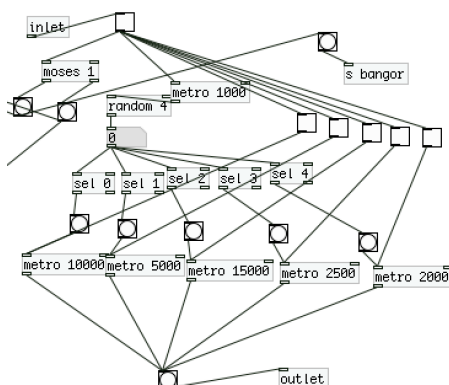 inlet
s bangor
moses 1
metro 1000
random 4
0
sel 0
sel 1
sel 2
sel 3
sel 4
metro 10000
metro 5000
metro 15000
metro 2500
metro 2000
outlet